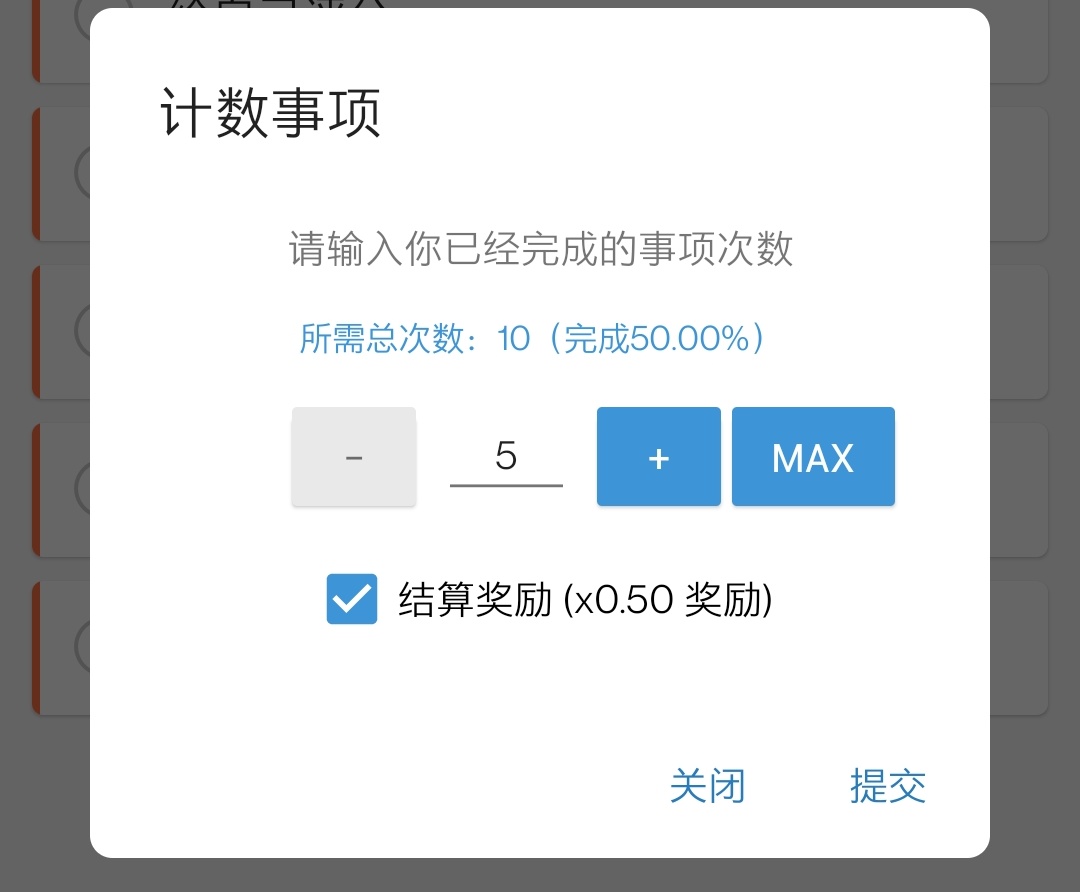 计数事项
请输入你已经完成的事项次数
所需总次数：10（完成50.00%）
- 5 + MAX
结算奖励 (x0.50 奖励)
关闭 提交